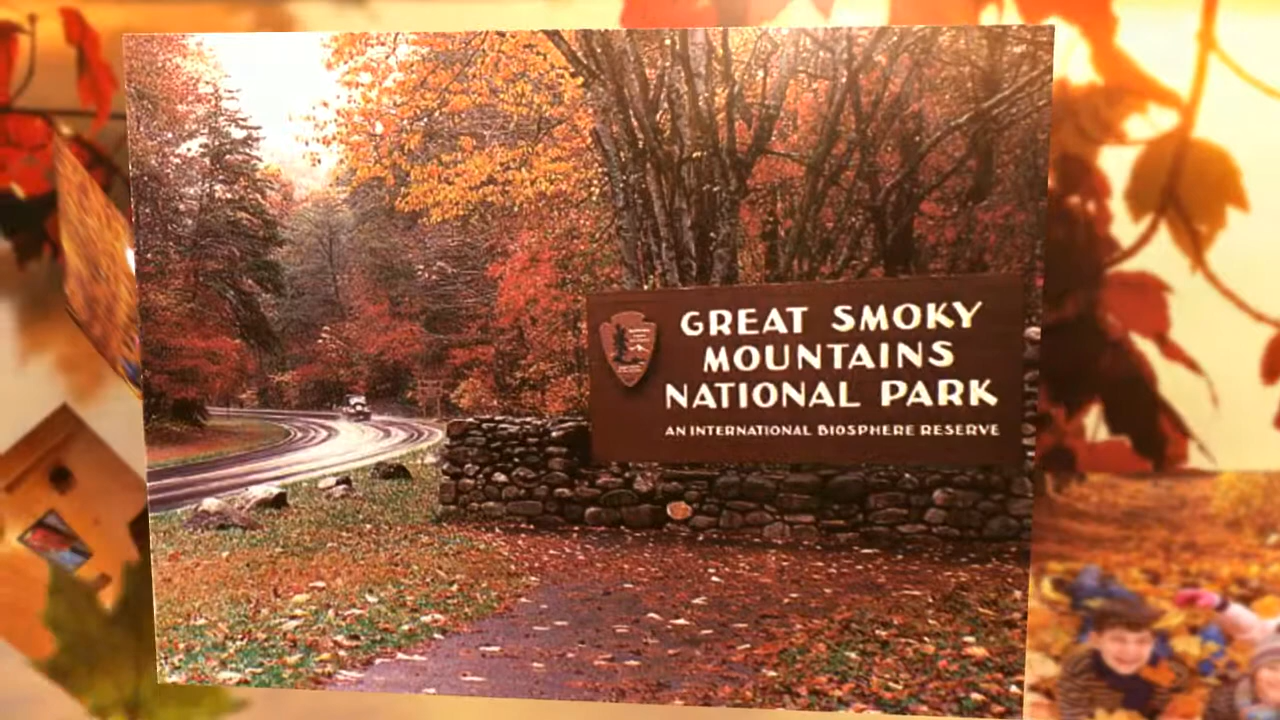 GREAT SMOKY
MOUNTAINS
NATIONAL PARK
AN INTERNATIONAL BIOSPHERE RESERVE